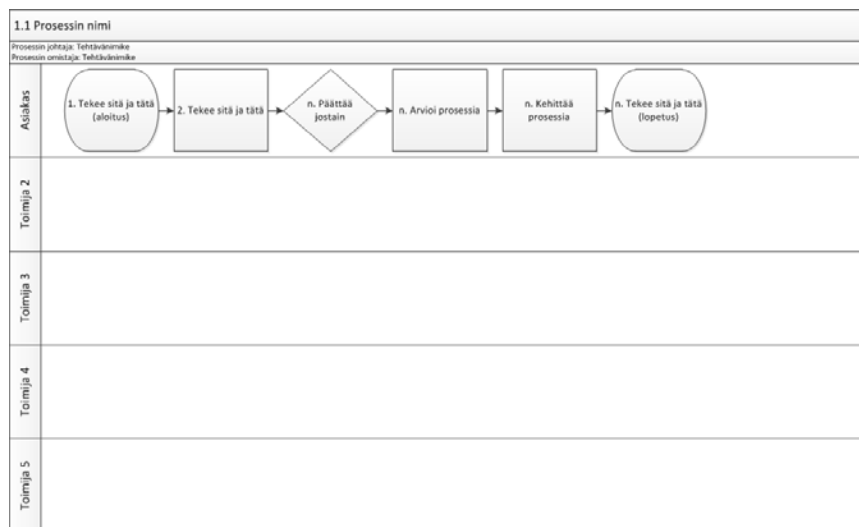 1.1 Prosessin nimi
Prosessin johtaja: Tehtävänimike
Prosessin omistaja: Tehtävänimike
Asiakas
1. Tekee sitä ja tätä
(aloitus)
2. Tekee sitä ja tätä
n. Päättää
jostain
n. Arvioi prosessia
n. Kehittää
prosessia
n. Tekee sitä ja tätä
(lopetus)
Toimija 2
Toimija 3
Toimija 4
Toimija 5